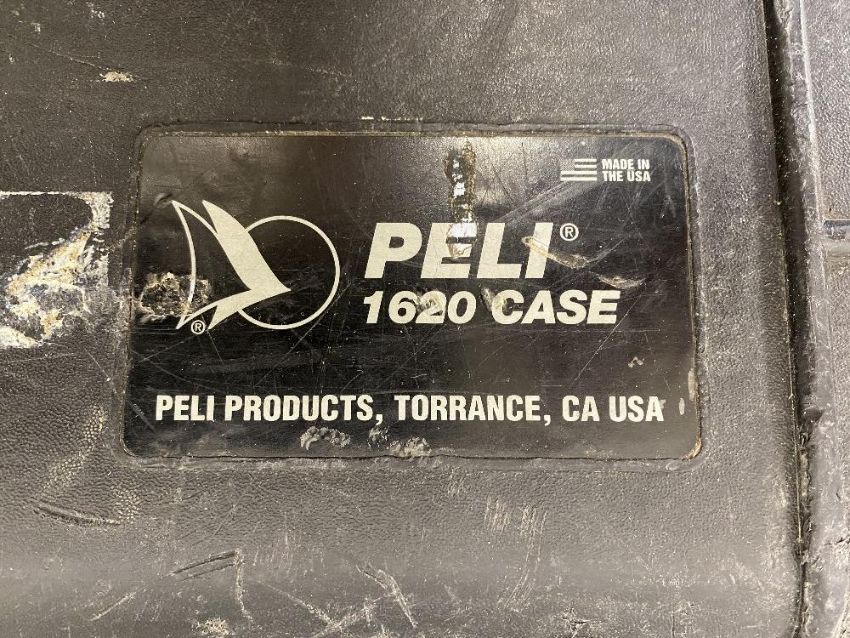 MADE IN
THE USA
PELI®
1620 CASE
®
PELI PRODUCTS, TORRANCE, CA USA